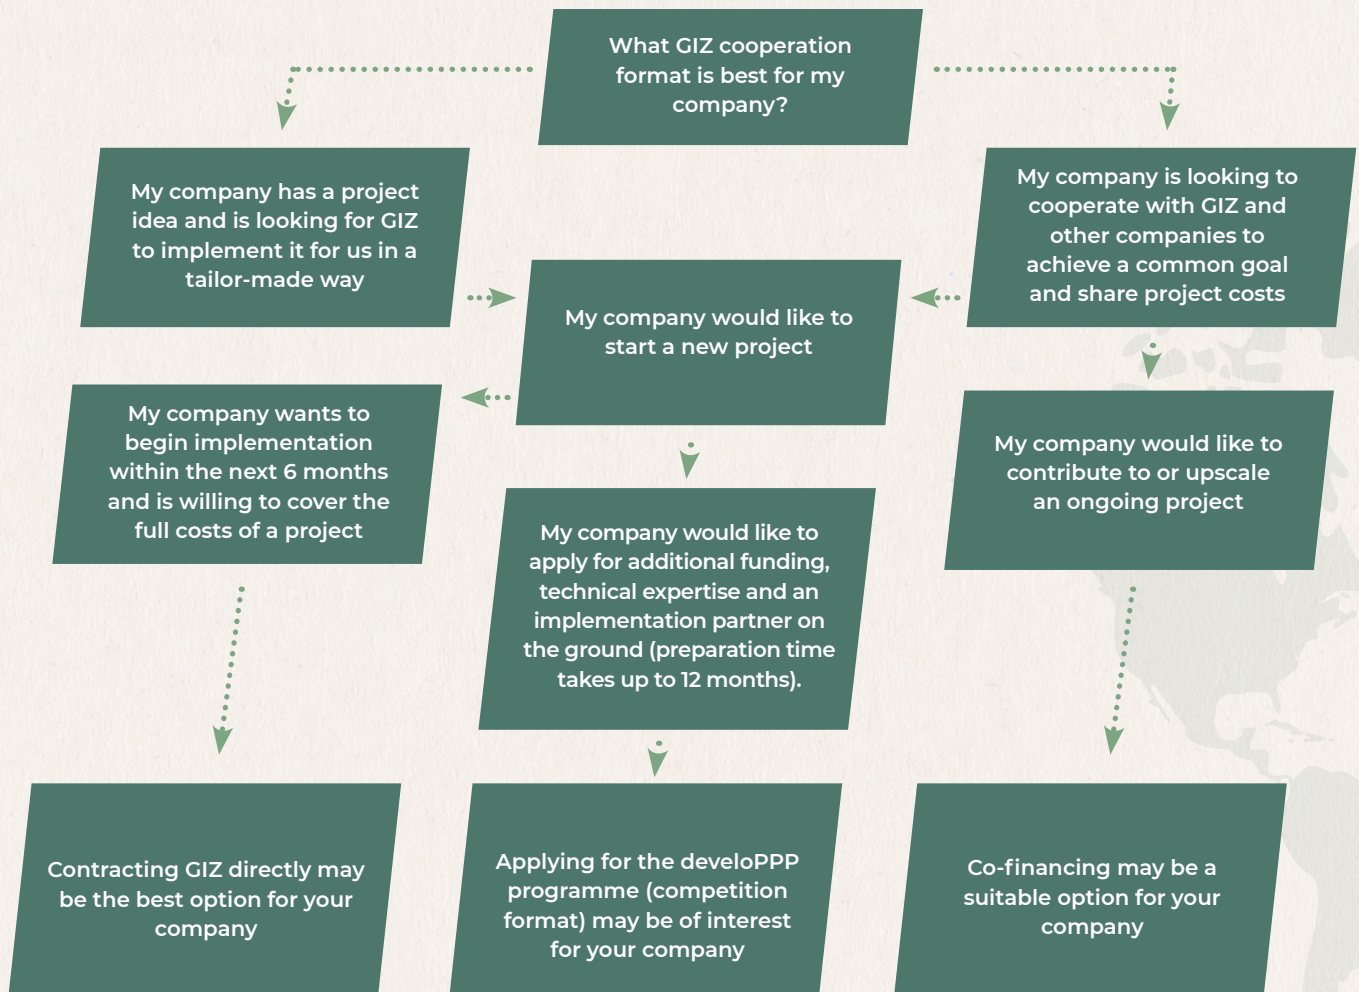 What GIZ cooperation
format is best for my
company?
My company has a project
idea and is looking for GIZ
to implement it for us in a
tailor-made way
My company is looking to
cooperate with GIZ and
other companies to
achieve a common goal
and share project costs
My company would like to
start a new project
My company wants to
begin implementation
within the next 6 months
and is willing to cover the
full costs of a project
My company would like to
contribute to or upscale
an ongoing project
My company would like to
apply for additional funding,
technical expertise and an
implementation partner on
the ground (preparation time
takes up to 12 months).
Contracting GIZ directly may
be the best option for your
company
Applying for the develoPPP
programme (competition
format) may be of interest
for your company
Co-financing may be a
suitable option for your
company